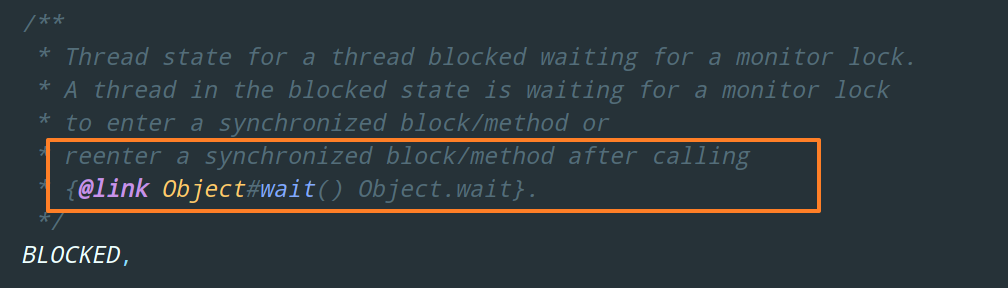 /**
* Thread state for a thread blocked waiting for a monitor lock.
* A thread in the blocked state is waiting for a monitor lock
* to enter a synchronized block/method or
* reenter a synchronized block/method after calling
* {@link Object#wait() Object.wait}.
*/
BLOCKED,